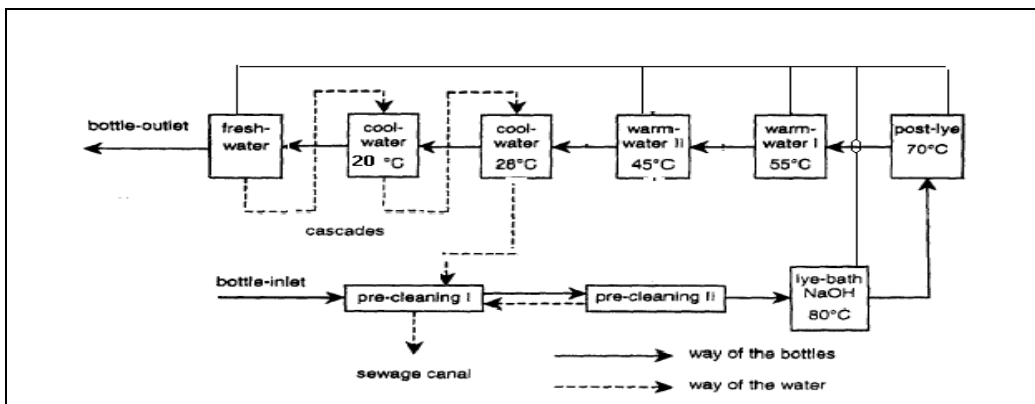 bottle-outlet
fresh-
water
cool-
water
20 °C
cool-
water
28°C
warm-
water II
45°C
warm-
water I
55°C
post-lye
70°C
cascades
bottle-inlet
pre-cleaning I
pre-cleaning II
lye-bath
NaOH
80°C
sewage canal
way of the bottles
way of the water